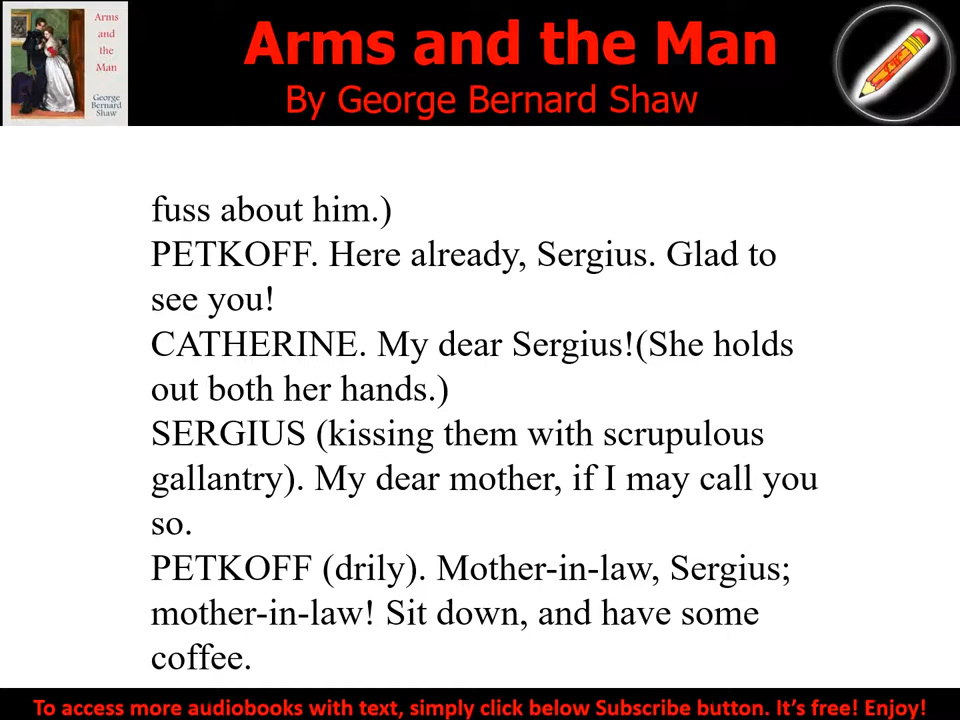 Arms
and
the
Man
George
Bernard
Shaw
Arms and the Man
By George Bernard Shaw
fuss about him.)
PETKOFF. Here already, Sergius. Glad to
see you!
CATHERINE. My dear Sergius!(She holds
out both her hands.)
SERGIUS (kissing them with scrupulous
gallantry). My dear mother, if I may call you
so.
PETKOFF (drily). Mother-in-law, Sergius;
mother-in-law! Sit down, and have some
coffee.
To access more audiobooks with text, simply click below Subscribe button. It's free! Enjoy!